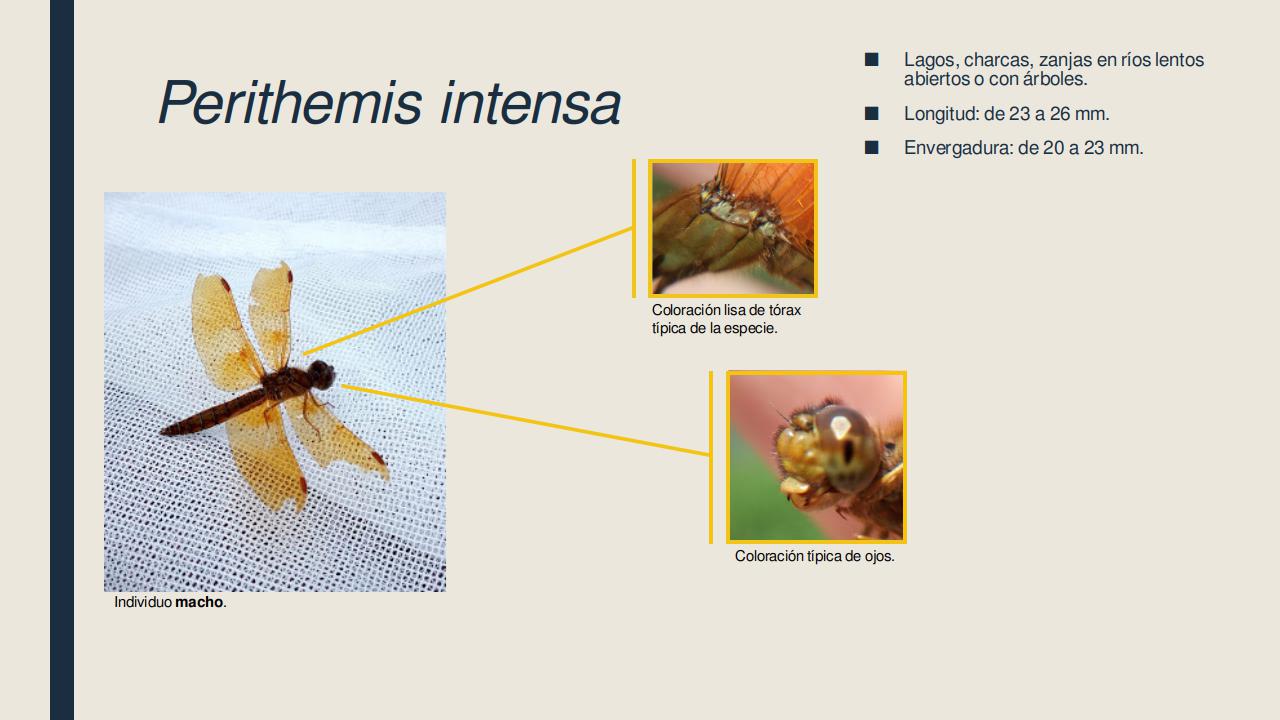 Perithemis intensa
■ Lagos, charcas, zanjas en ríos lentos
abiertos o con árboles.
■ Longitud: de 23 a 26 mm.
■ Envergadura: de 20 a 23 mm.
Coloración lisa de tórax
típica de la especie.
Coloración típica de ojos.
Individuo macho.